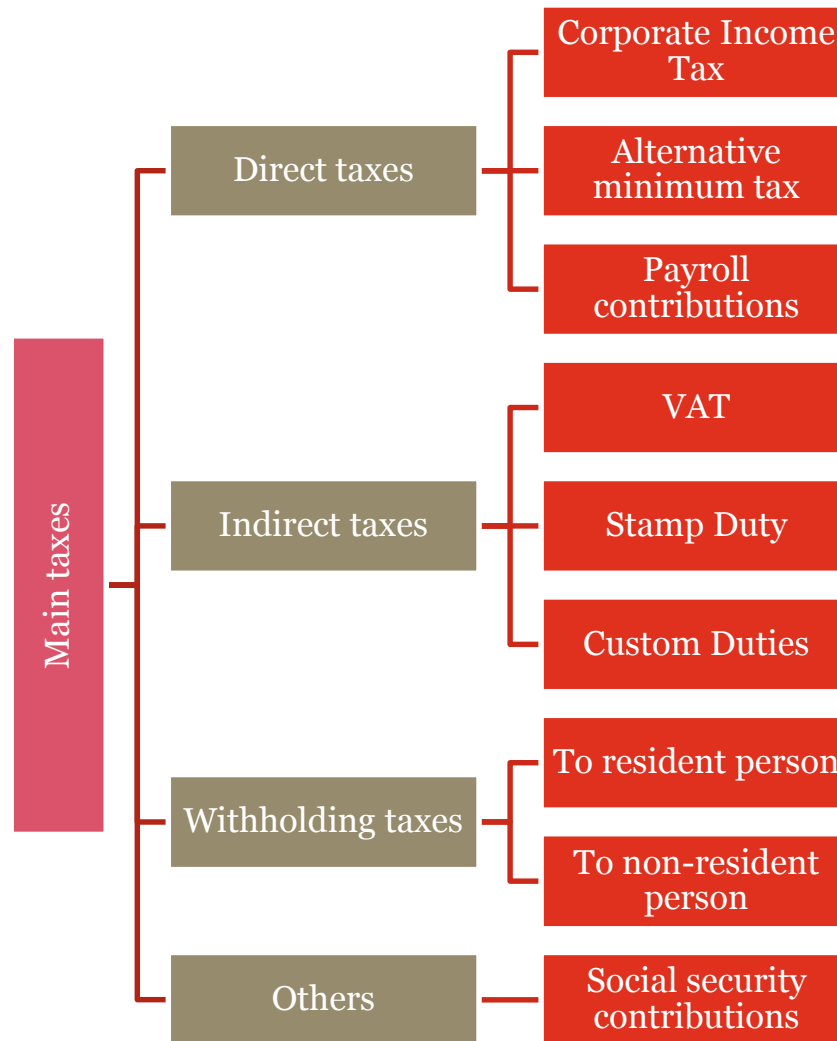 Main taxes
Direct taxes
Corporate Income
Tax
Alternative
minimum tax
Payroll
contributions
Indirect taxes
VAT
Stamp Duty
Custom Duties
Withholding taxes
To resident person
To non-resident
person
Others
Social security
contributions